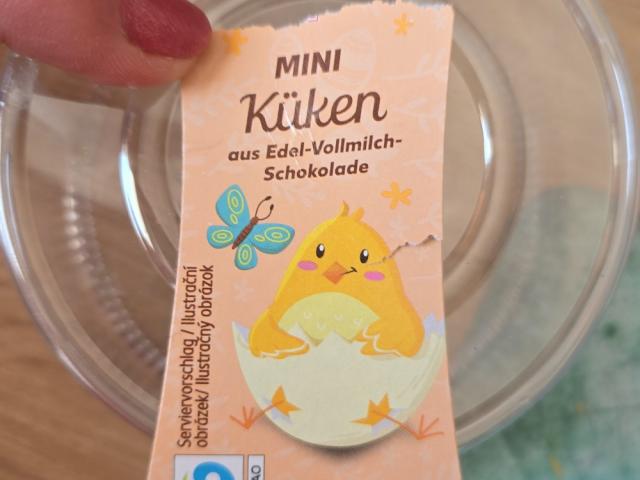 MINI
Küken
aus Edel-Vollmilch-
Schokolade
Serviervorschlag / Ilustrační
obrázek/ Ilustračný obrázok